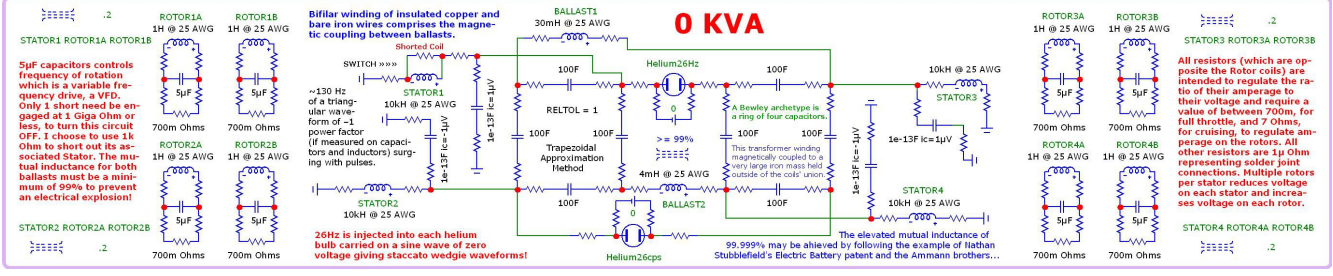 .2
STATOR1 ROTOR1A ROTOR1B
5µF capacitors controls
frequency of rotation
which is a variable fre-
quency drive, a VFD.
Only 1 short need be en-
gaged at 1 Giga Ohm or
less, to turn this circuit
OFF. I choose to use 1k
Ohm to short out its as-
sociated Stator. The mu-
tual inductance for both
ballasts must be a mini-
mum of 99% to prevent
an electrical explosion!
STATOR2 ROTOR2A ROTOR2B
.2
ROTOR1A
1H @ 25 AWG
5µF
700m Ohms
ROTOR1B
1H @ 25 AWG
5µF
700m Ohms
ROTOR2A
1H @ 25 AWG
5µF
700m Ohms
ROTOR2B
1H @ 25 AWG
5µF
700m Ohms
Bifilar winding of insulated copper and
bare iron wires comprises the magne-
tic coupling between ballasts.
Shorted Coil
SWITCH »»»
STATOR1
10kH @ 25 AWG
~130 Hz
of a triang-
ular wave-
form of −1
power factor
(if measured on capaci-
tors and inductors) surg-
ing with pulses.
1e-13F ic=-1µV
1e-13F ic=1µV
STATOR2
10kH @ 25 AWG
26Hz is injected into each helium
bulb carried on a sine wave of zero
voltage giving staccato wedgie waveforms!
BALLAST1
30mH @ 25 AWG
0 KVA
100F
Helium26Hz
0
100F
RELTOL = 1
A Bewley archetype is
a ring of four capacitors.
100F
100F
100F
100F
>= 99%
Trapezoidal
Approximation
Method
This transformer winding
magnetically coupled to a
very large iron mass held
outside of the coils' union.
4mH @ 25 AWG
100F
BALLAST2
100F
0
Helium26cps
10kH @ 25 AWG
STATOR3
1e-13F ic=1µV
1e-13F ic=-1µV
STATOR4
10kH @ 25 AWG
The elevated mutual inductance of
99.999% may be ahieved by following the example of Nathan
Stubblefield's Electric Battery patent and the Ammann brothers...
ROTOR3A
1H @ 25 AWG
5µF
700m Ohms
ROTOR3B
1H @ 25 AWG
5µF
700m Ohms
ROTOR4A
1H @ 25 AWG
5µF
700m Ohms
ROTOR4B
1H @ 25 AWG
5µF
700m Ohms
.2
STATOR3 ROTOR3A ROTOR3B
All resistors (which are op-
posite the Rotor coils) are
intended to regulate the ra-
tio of their amperage to
their voltage and require a
value of between 700m, for
full throttle, and 7 Ohms,
for cruising, to regulate am-
perage on the rotors. All
other resistors are 1µ Ohm
representing solder joint
connections. Multiple rotors
per stator reduces voltage
on each stator and increa-
ses voltage on each rotor.
STATOR4 ROTOR4A ROTOR4B
.2